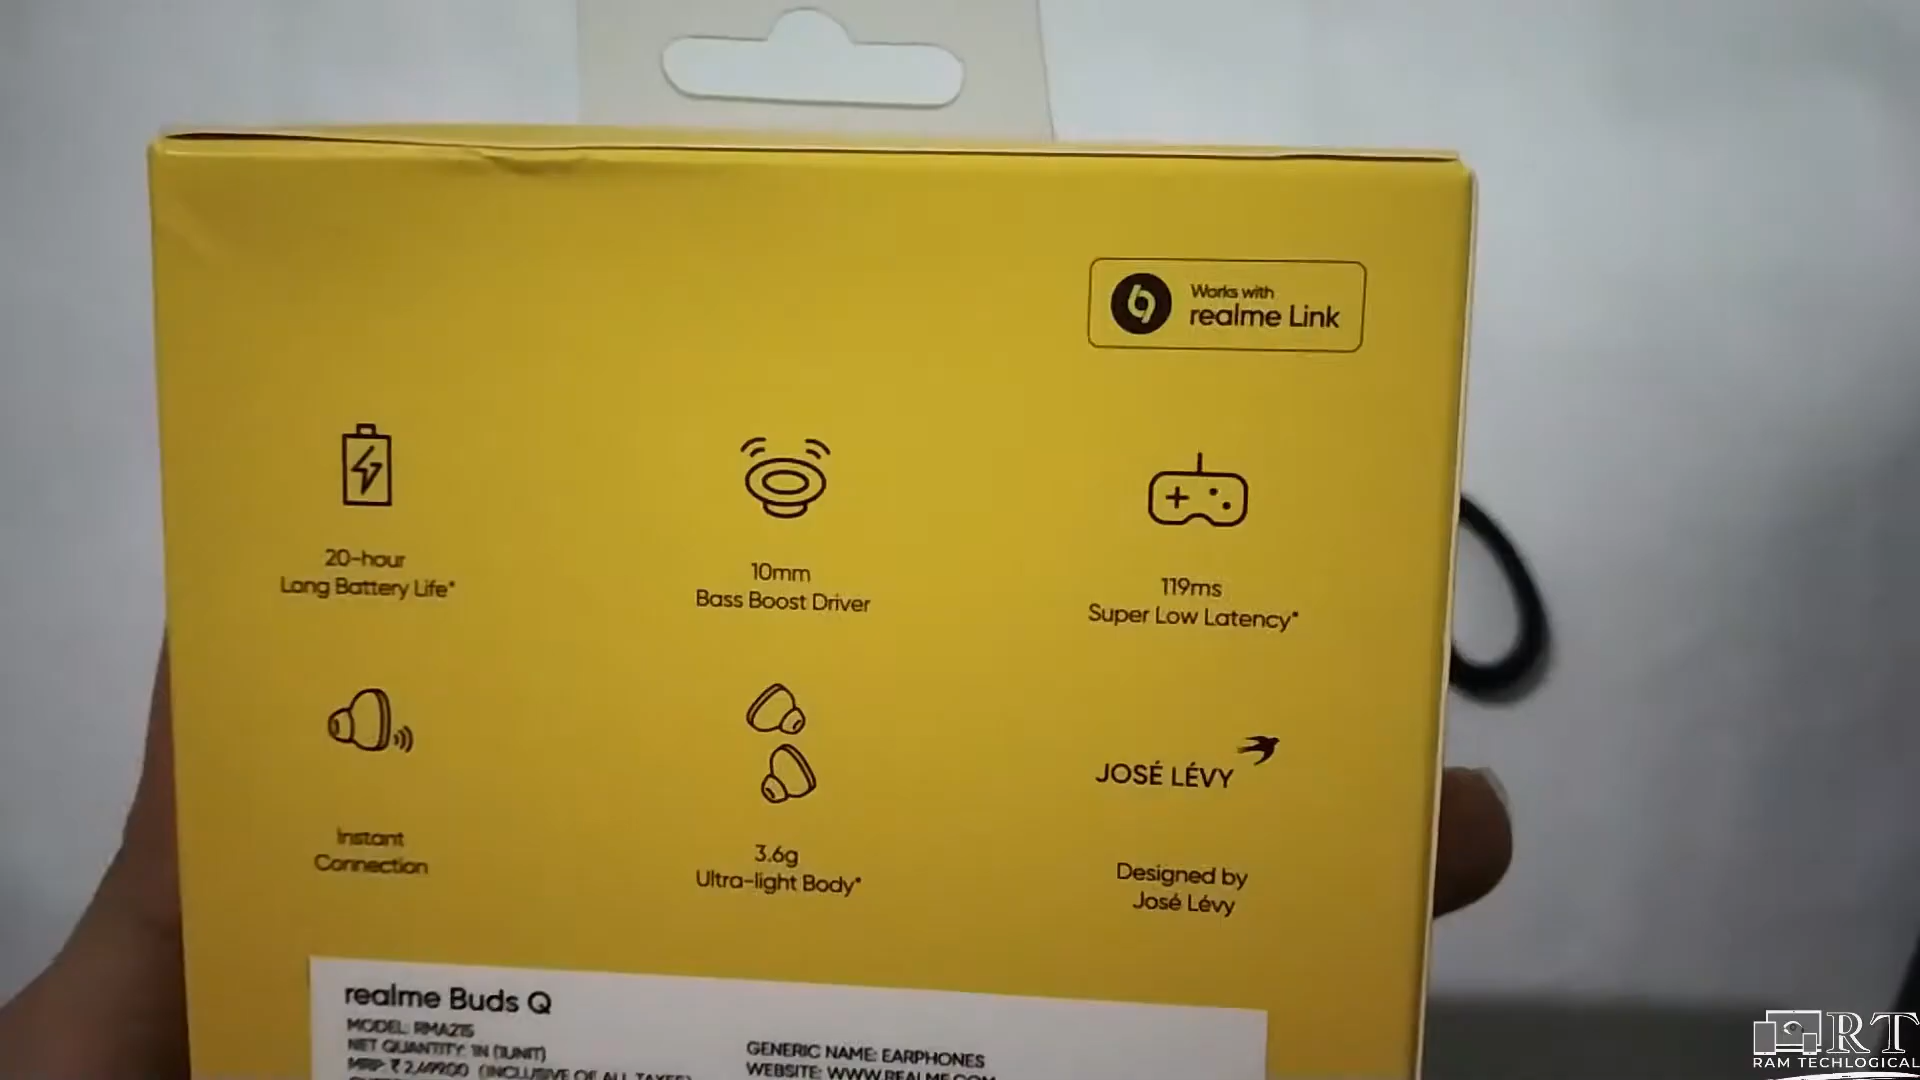 Works with
realme Link
20-hour
Long Battery Life*
10mm
Bass Boost Driver
119ms
Super Low Latency*
Instant
Connection
3.6g
Ultra-light Body*
JOSÉ LÉVY
Designed by
José Lévy
realme Buds Q
MODEL: RMA215
NET QUANTITY: 1N (1UNIT)
MRP: ₹ 2,499.00 (INCLUSIVE OF ALL TAXES)
GENERIC NAME: EARPHONES
WEBSITE: WWW.REALME.COM
RT
RAM TECHLOGICAL